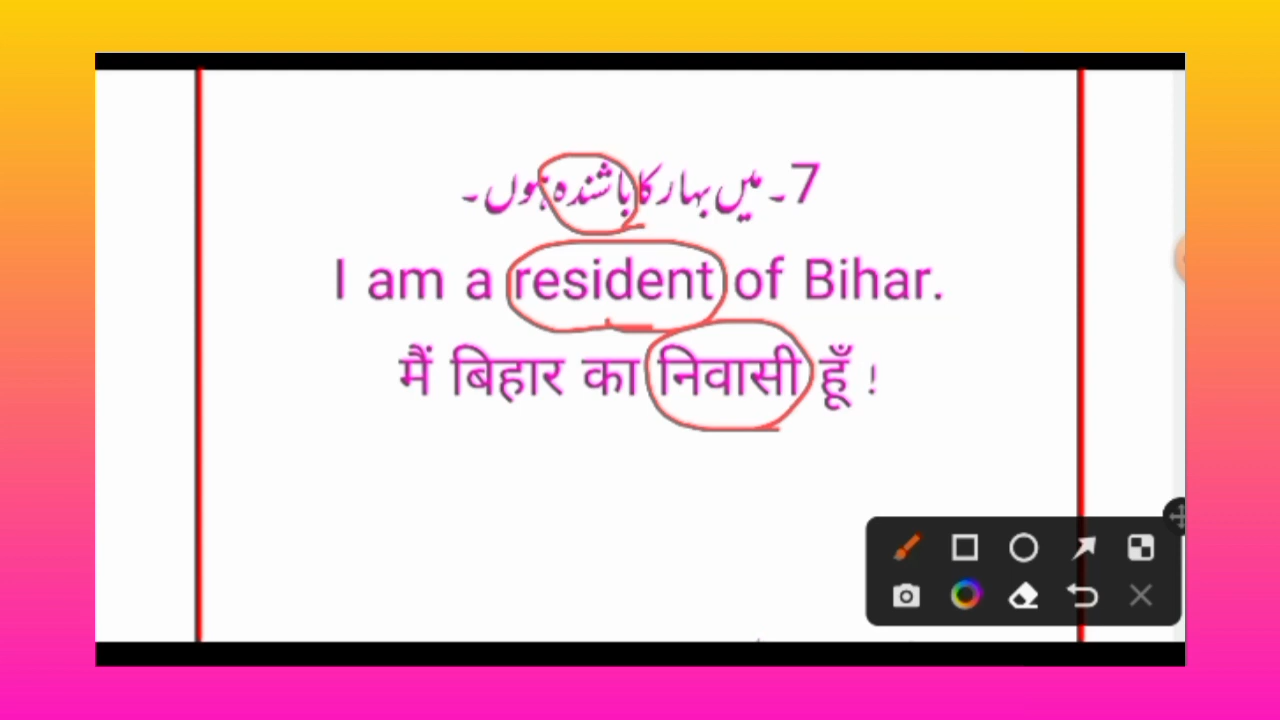 7۔ میں بہار کا باشندہ ہوں۔
I am a resident of Bihar.
मैं बिहार का निवासी हूँ !